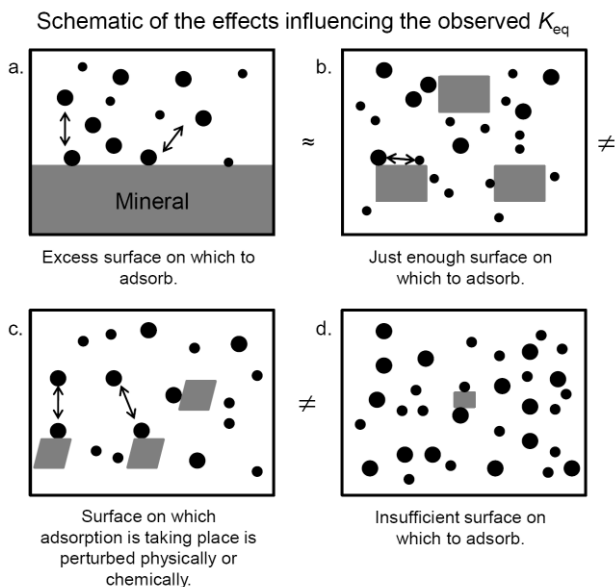 Schematic of the effects influencing the observed Keq
a.
Mineral
Excess surface on which to
adsorb.
≈
b.
Just enough surface on
which to adsorb.
≠
c.
Surface on which
adsorption is taking place is
perturbed physically or
chemically.
≠
d.
Insufficient surface on
which to adsorb.